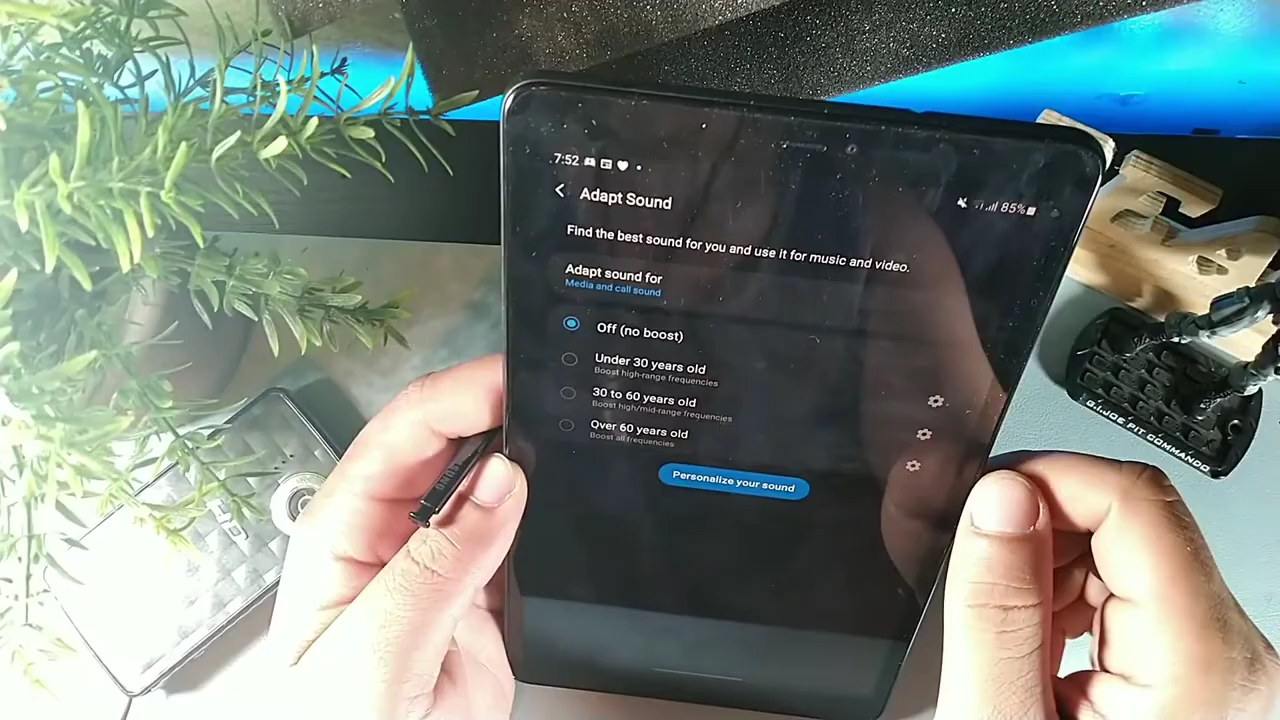 7:52
85%
Adapt Sound
Find the best sound for you and use it for music and video.
Adapt sound for
Media and call sound
Off (no boost)
Under 30 years old
Boost high-range frequencies
30 to 60 years old
Boost high/mid-range frequencies
Over 60 years old
Boost all frequencies
Personalize your sound
G.I.JOE PIT COMMANDO